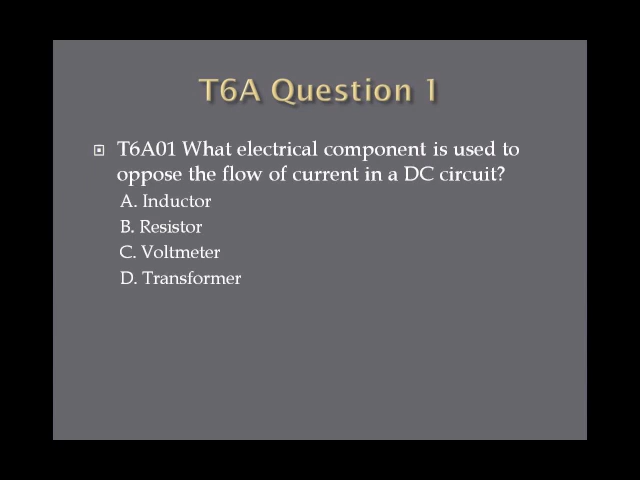 T6A Question 1
T6A01 What electrical component is used to
oppose the flow of current in a DC circuit?
A. Inductor
B. Resistor
C. Voltmeter
D. Transformer